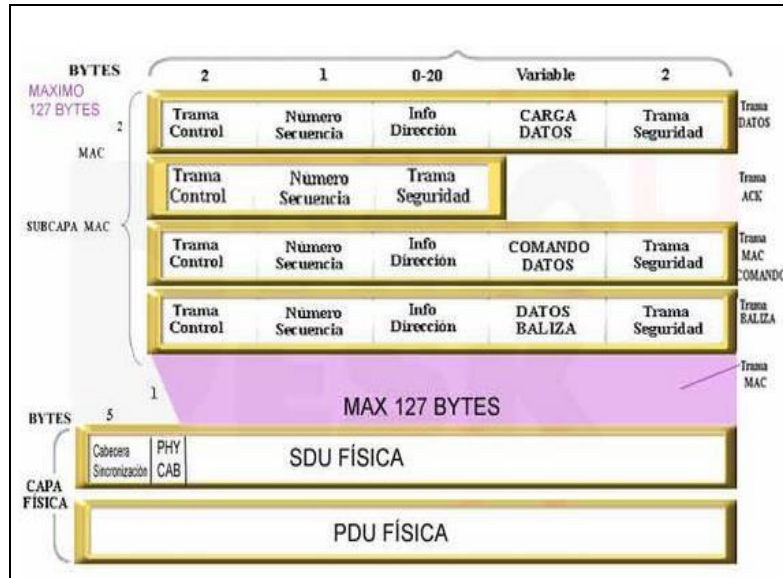 BYTES 2 1 0-20 Variable 2
MAXIMO
127 BYTES
2
MAC
SUBCAPA MAC
Trama Control Número Secuencia Info Dirección CARGA DATOS Trama Seguridad
Trama DATOS
Trama Control Número Secuencia Trama Seguridad
Trama ACK
Trama Control Número Secuencia Info Dirección COMANDO DATOS Trama Seguridad
Trama MAC COMANDO
Trama Control Número Secuencia Info Dirección DATOS BALIZA Trama Seguridad
Trama BALIZA
Trama MAC
MAX 127 BYTES
BYTES 5 1
CAPA FÍSICA
Cabecera Sincronización PHY CAB SDU FÍSICA
PDU FÍSICA